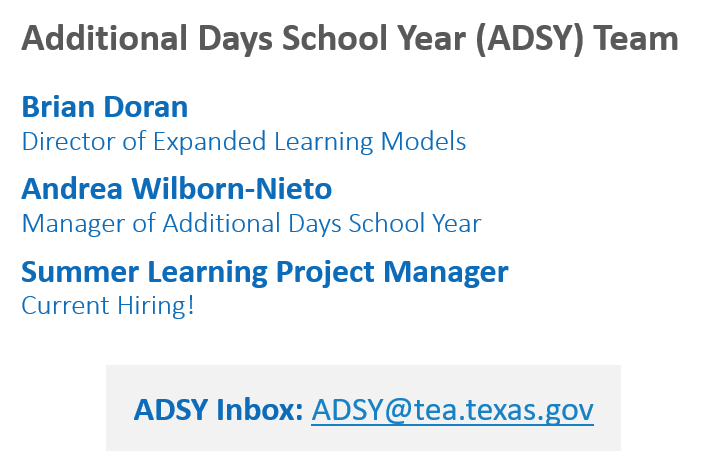 Additional Days School Year (ADSY) Team
Brian Doran
Director of Expanded Learning Models
Andrea Wilborn-Nieto
Manager of Additional Days School Year
Summer Learning Project Manager
Current Hiring!
ADSY Inbox: ADSY@tea.texas.gov